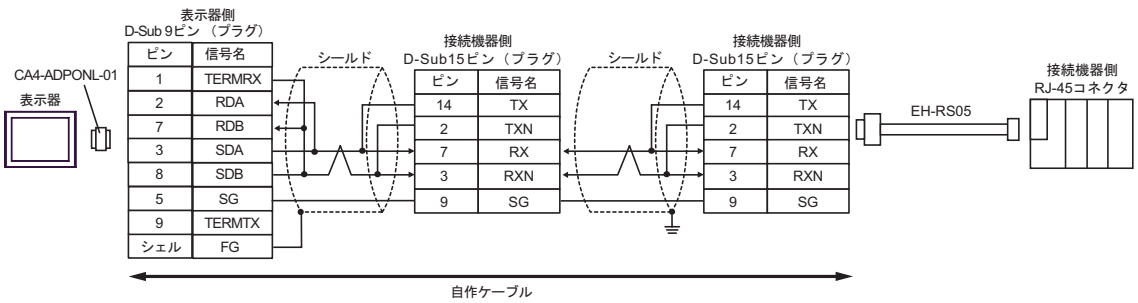 表示器側
D-Sub 9ピン （プラグ）
接続機器側
D-Sub15ピン（プラグ）
接続機器側
D-Sub15ピン（プラグ）
シールド
シールド
接続機器側
RJ-45コネクタ
CA4-ADPONL-01
表示器
EH-RS05
ピン 信号名
1 TERMRX
2 RDA
7 RDB
3 SDA
8 SDB
5 SG
9 TERMTX
シェル FG
ピン 信号名
14 TX
2 TXN
7 RX
3 RXN
9 SG
ピン 信号名
14 TX
2 TXN
7 RX
3 RXN
9 SG
自作ケーブル